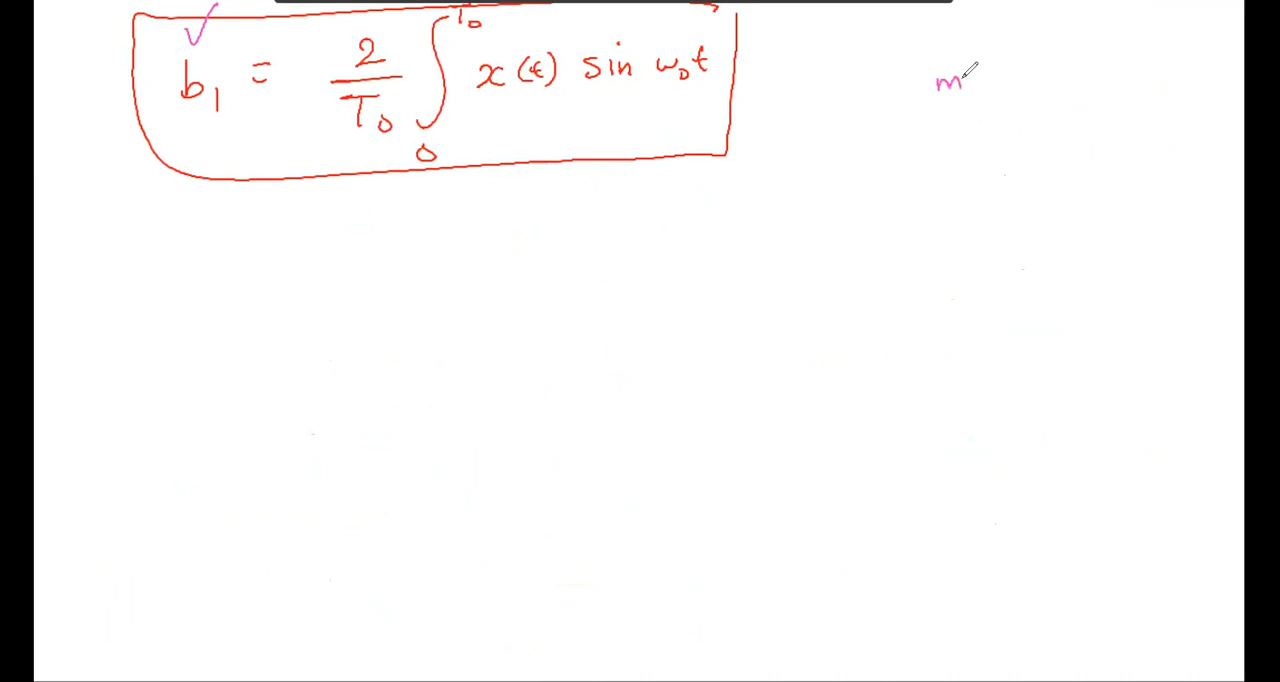 b₁ = 2/T₀ ∫₀^T₀ x(t) sin ω₀t
m